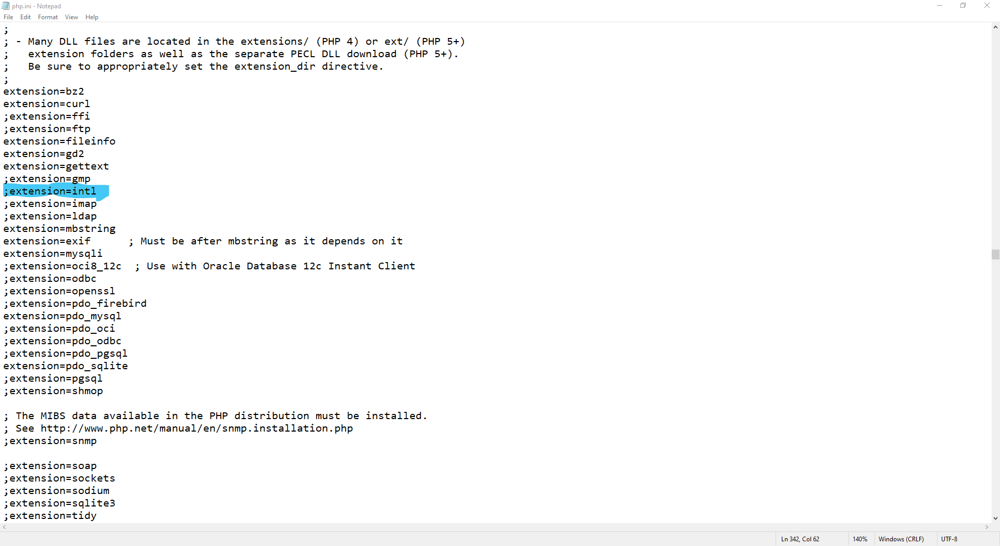 php.ini - Notepad
File Edit Format View Help
;
; - Many DLL files are located in the extensions/ (PHP 4) or ext/ (PHP 5+)
;   extension folders as well as the separate PECL DLL download (PHP 5+).
;   Be sure to appropriately set the extension_dir directive.
;
extension=bz2
extension=curl
;extension=ffi
;extension=ftp
extension=fileinfo
extension=gd2
extension=gettext
;extension=gmp
;extension=intl
;extension=imap
;extension=ldap
extension=mbstring
extension=exif      ; Must be after mbstring as it depends on it
extension=mysqli
;extension=oci8_12c  ; Use with Oracle Database 12c Instant Client
;extension=odbc
;extension=openssl
;extension=pdo_firebird
extension=pdo_mysql
;extension=pdo_oci
;extension=pdo_odbc
;extension=pdo_pgsql
extension=pdo_sqlite
;extension=pgsql
;extension=shmop
; The MIBS data available in the PHP distribution must be installed.
; See http://www.php.net/manual/en/snmp.installation.php
;extension=snmp
;extension=soap
;extension=sockets
;extension=sodium
;extension=sqlite3
;extension=tidy
Ln 342, Col 62 140% Windows (CRLF) UTF-8